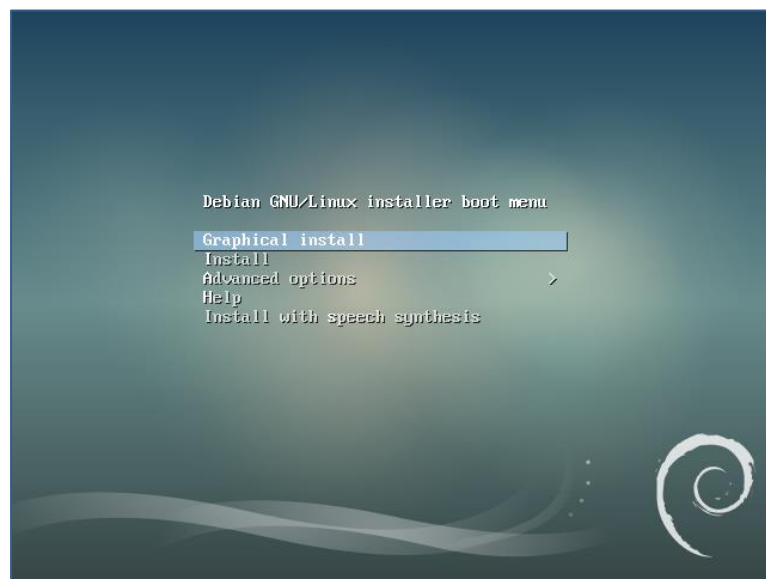 Debian GNU/Linux installer boot menu
Graphical install
Install
Advanced options >
Help
Install with speech synthesis